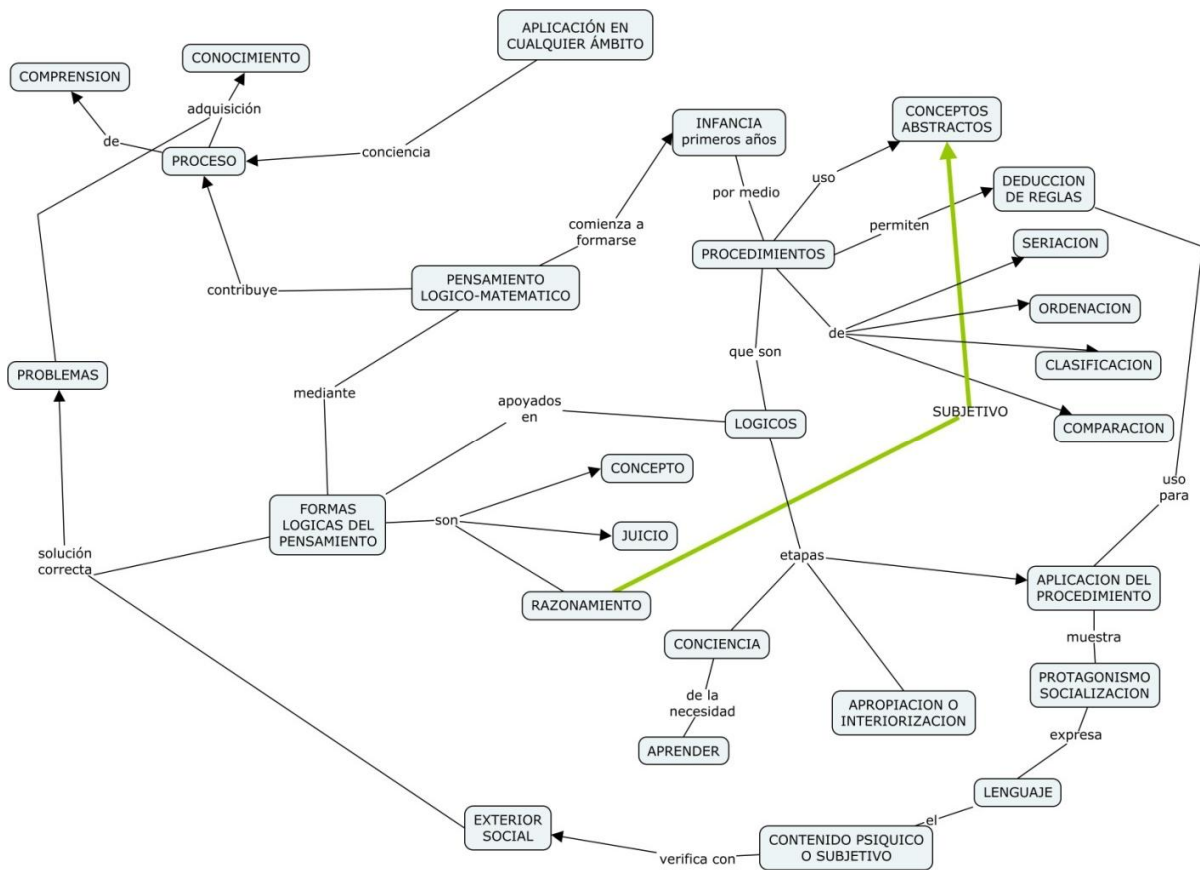 APLICACIÓN EN
CUALQUIER ÁMBITO
CONOCIMIENTO
COMPRENSION
adquisición
de
PROCESO
conciencia
INFANCIA
primeros años
CONCEPTOS
ABSTRACTOS
uso
por medio
DEDUCCION
DE REGLAS
permiten
comienza a
formarse
PROCEDIMIENTOS
SERIACION
PENSAMIENTO
LOGICO-MATEMATICO
contribuye
ORDENACION
de
que son
CLASIFICACION
PROBLEMAS
mediante
apoyados
en
LOGICOS
SUBJETIVO
COMPARACION
CONCEPTO
uso
para
FORMAS
LOGICAS DEL
PENSAMIENTO
son
JUICIO
solución
correcta
etapas
RAZONAMIENTO
APLICACION DEL
PROCEDIMIENTO
CONCIENCIA
muestra
de la
necesidad
APROPIACION O
INTERIORIZACION
PROTAGONISMO
SOCIALIZACION
APRENDER
expresa
LENGUAJE
el
EXTERIOR
SOCIAL
verifica con
CONTENIDO PSIQUICO
O SUBJETIVO